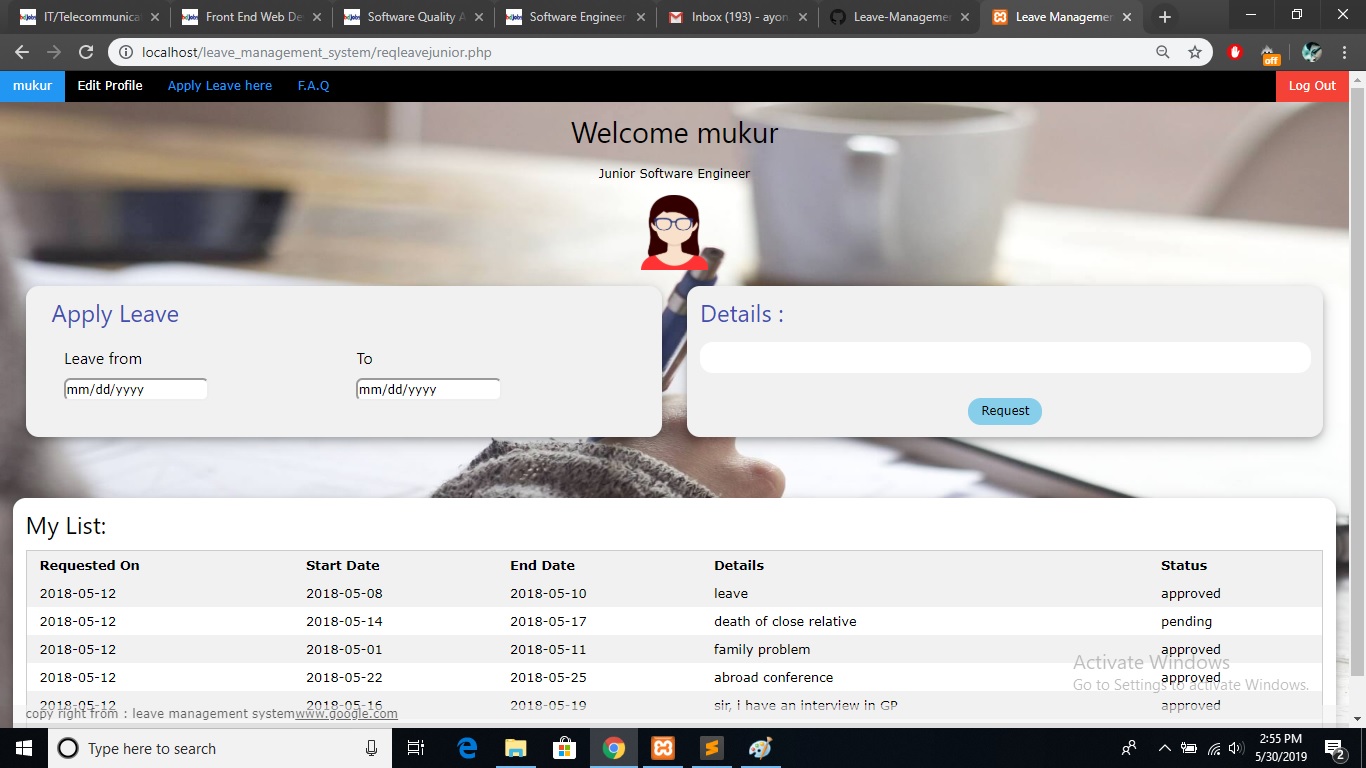 IT/Telecommunica
Front End Web De
Software Quality A
Software Engineer
Inbox (193) - ayon
Leave-Manageme
Leave Managemen
localhost/leave_management_system/reqleavejunior.php
off
mukur Edit Profile Apply Leave here F.A.Q Log Out
Welcome mukur
Junior Software Engineer
Apply Leave
Leave from To
mm/dd/yyyy mm/dd/yyyy
Details :
Request
My List:
Requested On Start Date End Date Details Status
2018-05-12 2018-05-08 2018-05-10 leave approved
2018-05-12 2018-05-14 2018-05-17 death of close relative pending
2018-05-12 2018-05-01 2018-05-11 family problem approved
2018-05-12 2018-05-22 2018-05-25 abroad conference approved
2018-05-12 2018-05-16 2018-05-19 sir, i have an interview in GP approved
Activate Windows
Go to Settings to activate Windows.
copy right from : leave management systemwww.google.com
Type here to search
2:55 PM
5/30/2019
2